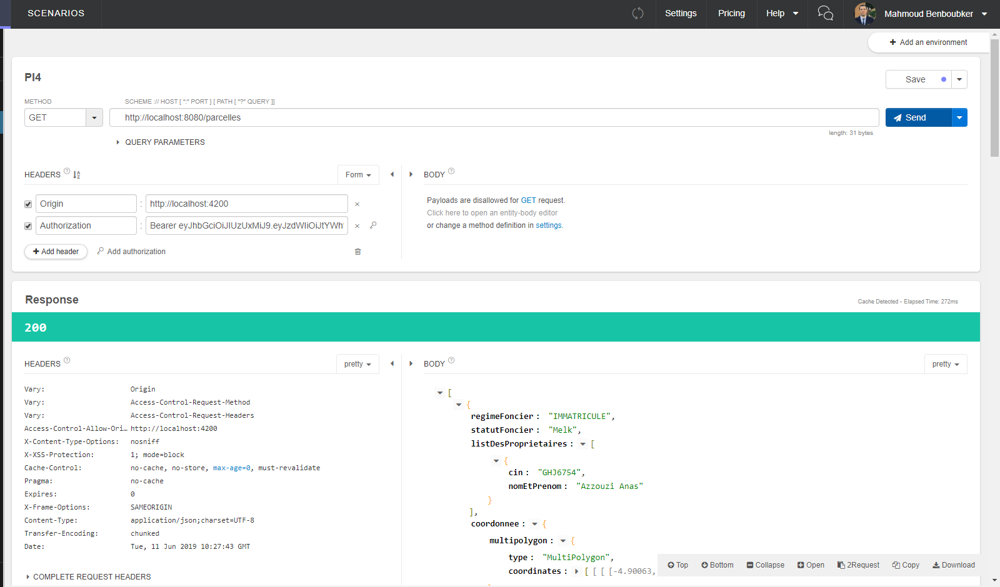 SCENARIOS Settings Pricing Help Mahmoud Benboubker
Add an environment
PI4 Save
METHOD SCHEME :// HOST [ ":" PORT ] [ PATH [ "?" QUERY ]]
GET http://localhost:8080/parcelles Send
length: 31 bytes
QUERY PARAMETERS
HEADERS ? Form BODY ?
Origin : http://localhost:4200 ×
Authorization : Bearer eyJhbGciOiJIUzUxMiJ9.eyJzdWIiOiJtYWh ×
Payloads are disallowed for GET request.
Click here to open an entity-body editor
or change a method definition in settings.
Add header Add authorization
Response
Cache Detected - Elapsed Time: 272ms
200
HEADERS ? pretty BODY ? pretty
Vary: Origin
Vary: Access-Control-Request-Method
Vary: Access-Control-Request-Headers
Access-Control-Allow-Ori… http://localhost:4200
X-Content-Type-Options: nosniff
X-XSS-Protection: 1; mode=block
Cache-Control: no-cache, no-store, max-age=0, must-revalidate
Pragma: no-cache
Expires: 0
X-Frame-Options: SAMEORIGIN
Content-Type: application/json;charset=UTF-8
Transfer-Encoding: chunked
Date: Tue, 11 Jun 2019 10:27:43 GMT
COMPLETE REQUEST HEADERS
[
{
regimeFoncier : "IMMATRICULE",
statutFoncier : "Melk",
listDesProprietaires : [
{
cin : "GHJ6754",
nomEtPrenom : "Azzouzi Anas"
}
],
coordonnee : {
multipolygon : {
type : "MultiPolygon",
coordinates : [ [ [ [-4.90063,
Top Bottom Collapse Open 2Request Copy Download